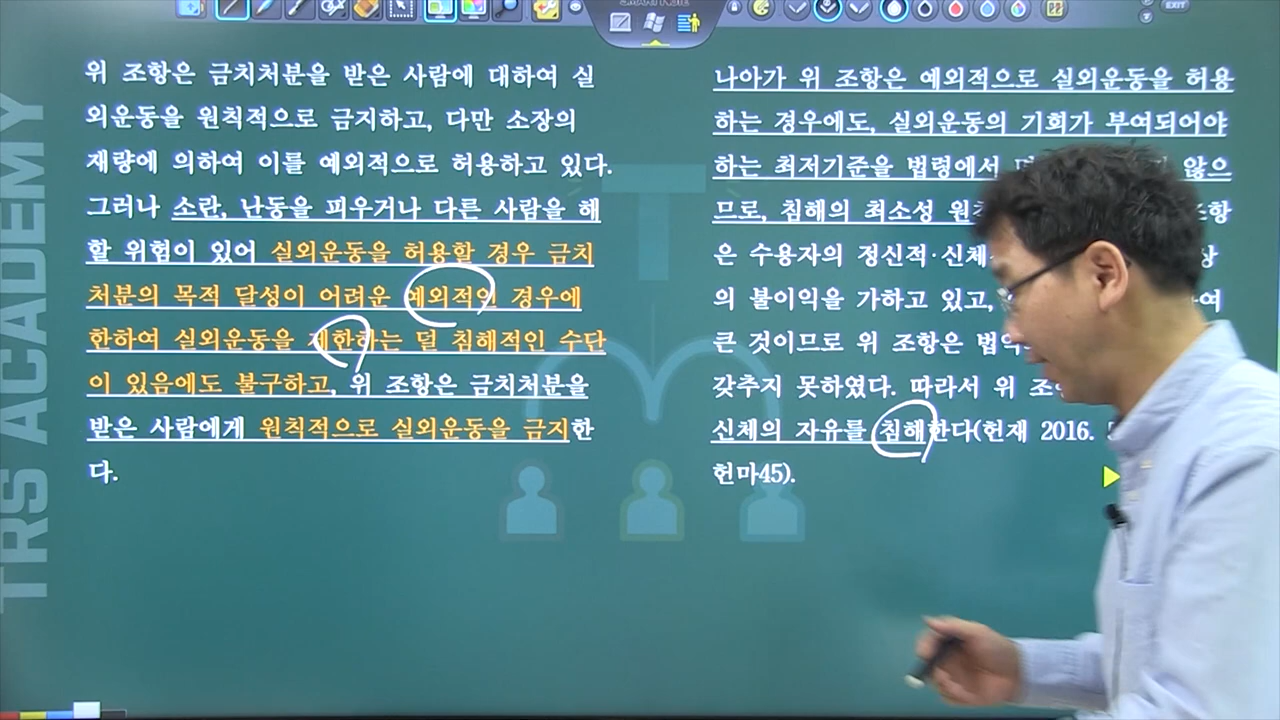 EXIT
TRS ACADEMY
위 조항은 금치처분을 받은 사람에 대하여 실
외운동을 원칙적으로 금지하고, 다만 소장의
재량에 의하여 이를 예외적으로 허용하고 있다.
그러나 소란, 난동을 피우거나 다른 사람을 해
할 위험이 있어 실외운동을 허용할 경우 금치
처분의 목적 달성이 어려운 예외적인 경우에
한하여 실외운동을 제한하는 덜 침해적인 수단
이 있음에도 불구하고, 위 조항은 금치처분을
받은 사람에게 원칙적으로 실외운동을 금지한
다.
나아가 위 조항은 예외적으로 실외운동을 허용
하는 경우에도, 실외운동의 기회가 부여되어야
하는 최저기준을 법령에서 않으
므로, 침해의 최소성 조항
은 수용자의 정신적·신체
의 불이익을 가하고 있고,
큰 것이므로 위 조항은
갖추지 못하였다. 따라서 위
신체의 자유를 침해한다(헌재 2016.
헌마45).